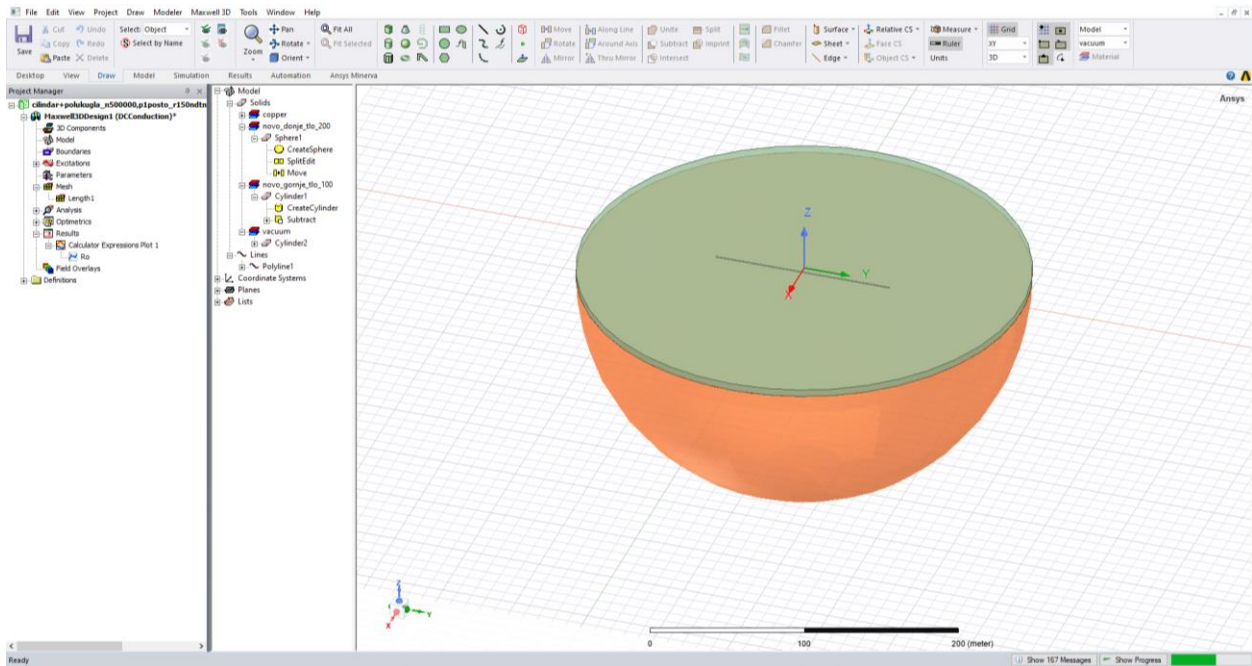 File Edit View Project Draw Modeler Maxwell 3D Tools Window Help
Save
Cut Undo
Copy Redo
Paste Delete
Select: Object
Select by Name
Zoom
Pan
Rotate
Orient
Fit All
Fit Selected
Move Along Line
Rotate Around Axis
Mirror Thru Mirror
Unite Split
Subtract Imprint
Intersect
Fillet
Chamfer
Surface
Sheet
Edge
Relative CS
Face CS
Object CS
Measure
Ruler
Units
Grid
XY
3D
Model
vacuum
Material
Desktop View Draw Model Simulation Results Automation Ansys Minerva
Project Manager
cilindar+polukugla_n500000,p1posto_r150ndtn
Maxwell3DDesign1 (DCConduction)*
3D Components
Model
Boundaries
Excitations
Parameters
Mesh
Length1
Analysis
Optimetrics
Results
Calculator Expressions Plot 1
Ro
Field Overlays
Definitions
Model
Solids
copper
novo_donje_tlo_200
Sphere1
CreateSphere
SplitEdit
Move
novo_gornje_tlo_100
Cylinder1
CreateCylinder
Subtract
vacuum
Cylinder2
Lines
Polyline1
Coordinate Systems
Planes
Lists
Ansys
Z
Y
X
Z
Y
X
0 100 200 (meter)
Ready
Show 167 Messages Show Progress